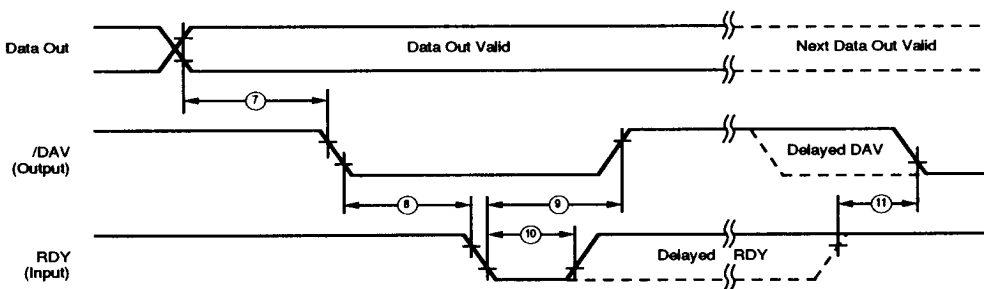 Data Out
Data Out Valid
Next Data Out Valid
7
/DAV
(Output)
Delayed DAV
8
9
11
10
RDY
(Input)
Delayed RDY